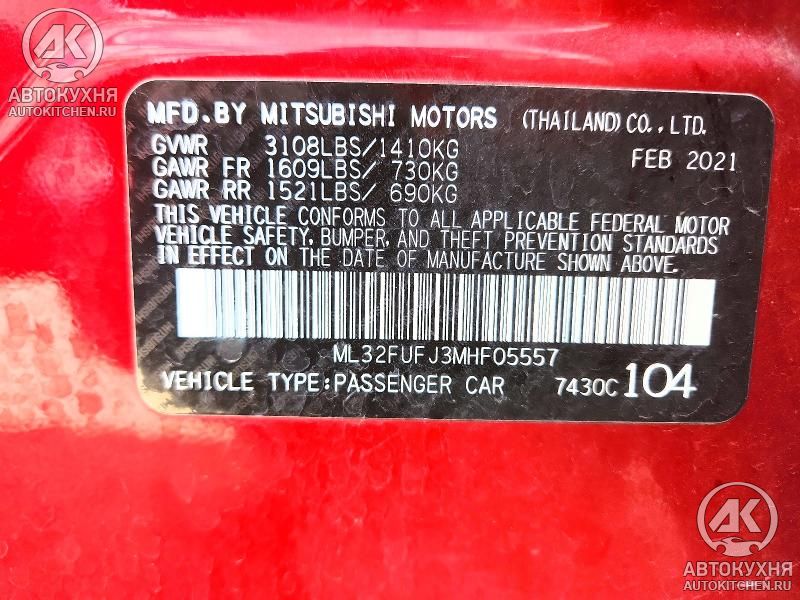 AK
АВТОКУХНЯ
AUTOKITCHEN.RU
MFD.BY MITSUBISHI MOTORS (THAILAND)CO.,LTD.
GVWR 3108LBS/1410KG
FEB 2021
GAWR FR 1609LBS/ 730KG
GAWR RR 1521LBS/ 690KG
THIS VEHICLE CONFORMS TO ALL APPLICABLE FEDERAL MOTOR
VEHICLE SAFETY, BUMPER, AND THEFT PREVENTION STANDARDS
IN EFFECT ON THE DATE OF MANUFACTURE SHOWN ABOVE.
ML32FUFJ3MHF05557
VEHICLE TYPE:PASSENGER CAR 7430C 104
AK
АВТОКУХНЯ
AUTOKITCHEN.RU